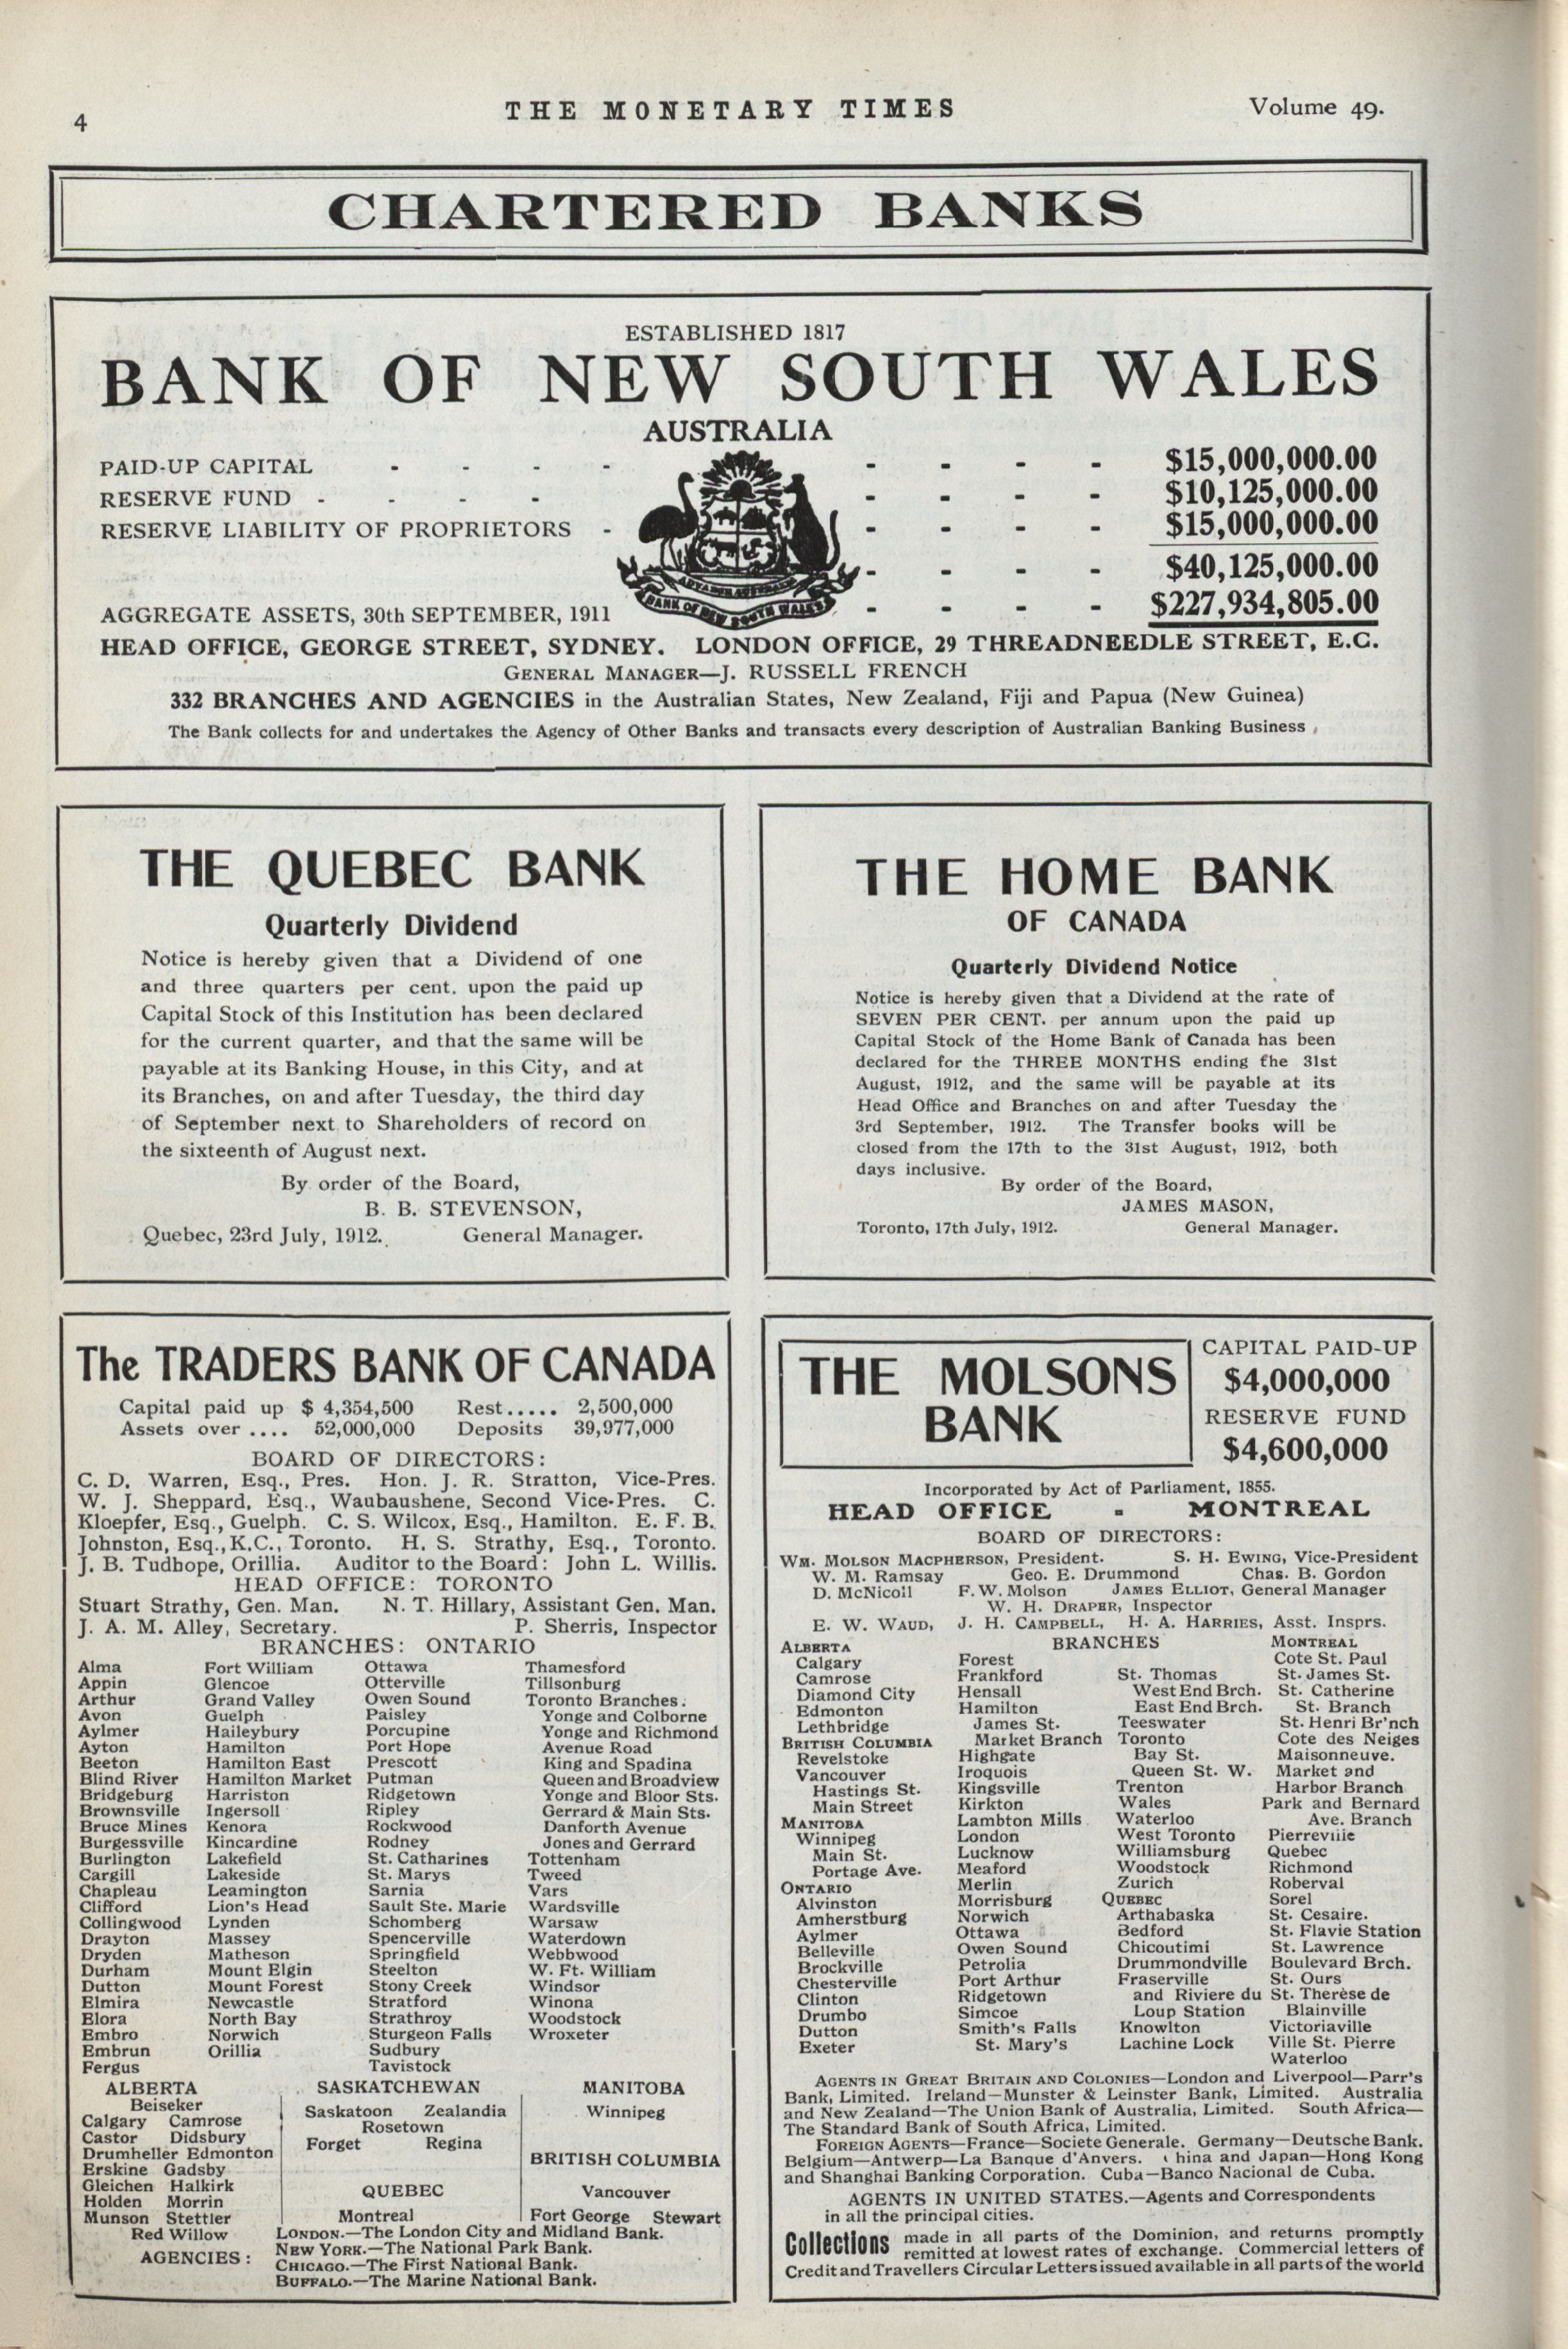 4
THE MONETARY TIMES
Volume 49.
CHARTERED BANKS
ESTABLISHED 1817
BANK OF NEW SOUTH WALES
AUSTRALIA
PAID-UP CAPITAL - - - - - - - - $15,000,000.00
RESERVE FUND - - - - - - - - $10,125,000.00
RESERVE LIABILITY OF PROPRIETORS - - - - - $15,000,000.00
- - - - $40,125,000.00
AGGREGATE ASSETS, 30th SEPTEMBER, 1911 - - - - $227,934,805.00
BANK OF NEW SOUTH WALES
HEAD OFFICE, GEORGE STREET, SYDNEY. LONDON OFFICE, 29 THREADNEEDLE STREET, E.C.
GENERAL MANAGER—J. RUSSELL FRENCH
332 BRANCHES AND AGENCIES in the Australian States, New Zealand, Fiji and Papua (New Guinea)
The Bank collects for and undertakes the Agency of Other Banks and transacts every description of Australian Banking Business
THE QUEBEC BANK
Quarterly Dividend
Notice is hereby given that a Dividend of one
and three quarters per cent. upon the paid up
Capital Stock of this Institution has been declared
for the current quarter, and that the same will be
payable at its Banking House, in this City, and at
its Branches, on and after Tuesday, the third day
of September next to Shareholders of record on
the sixteenth of August next.
By order of the Board,
B. B. STEVENSON,
Quebec, 23rd July, 1912. General Manager.
THE HOME BANK
OF CANADA
Quarterly Dividend Notice
Notice is hereby given that a Dividend at the rate of
SEVEN PER CENT. per annum upon the paid up
Capital Stock of the Home Bank of Canada has been
declared for the THREE MONTHS ending the 31st
August, 1912, and the same will be payable at its
Head Office and Branches on and after Tuesday the
3rd September, 1912. The Transfer books will be
closed from the 17th to the 31st August, 1912, both
days inclusive.
By order of the Board,
JAMES MASON,
Toronto, 17th July, 1912. General Manager.
The TRADERS BANK OF CANADA
Capital paid up $ 4,354,500 Rest..... 2,500,000
Assets over .... 52,000,000 Deposits 39,977,000
BOARD OF DIRECTORS:
C. D. Warren, Esq., Pres. Hon. J. R. Stratton, Vice-Pres.
W. J. Sheppard, Esq., Waubaushene, Second Vice-Pres. C.
Kloepfer, Esq., Guelph. C. S. Wilcox, Esq., Hamilton. E. F. B.
Johnston, Esq., K.C., Toronto. H. S. Strathy, Esq., Toronto.
J. B. Tudhope, Orillia. Auditor to the Board: John L. Willis.
HEAD OFFICE: TORONTO
Stuart Strathy, Gen. Man. N. T. Hillary, Assistant Gen. Man.
J. A. M. Alley, Secretary. P. Sherris, Inspector
BRANCHES: ONTARIO
Alma
Appin
Arthur
Avon
Aylmer
Ayton
Beeton
Blind River
Bridgeburg
Brownsville
Bruce Mines
Burgessville
Burlington
Cargill
Chapleau
Clifford
Collingwood
Drayton
Dryden
Durham
Dutton
Elmira
Elora
Embro
Embrun
Fergus
Fort William
Glencoe
Grand Valley
Guelph
Haileybury
Hamilton
Hamilton East
Hamilton Market
Harriston
Ingersoll
Kenora
Kincardine
Lakefield
Lakeside
Leamington
Lion's Head
Lynden
Massey
Matheson
Mount Elgin
Mount Forest
Newcastle
North Bay
Norwich
Orillia
Ottawa
Otterville
Owen Sound
Paisley
Porcupine
Port Hope
Prescott
Putman
Ridgetown
Ripley
Rockwood
Rodney
St. Catharines
St. Marys
Sarnia
Sault Ste. Marie
Schomberg
Spencerville
Springfield
Steelton
Stony Creek
Stratford
Strathroy
Sturgeon Falls
Sudbury
Tavistock
Thamesford
Tillsonburg
Toronto Branches:
Yonge and Colborne
Yonge and Richmond
Avenue Road
King and Spadina
Queen and Broadview
Yonge and Bloor Sts.
Gerrard & Main Sts.
Danforth Avenue
Jones and Gerrard
Tottenham
Tweed
Vars
Wardsville
Warsaw
Waterdown
Webbwood
W. Ft. William
Windsor
Winona
Woodstock
Wroxeter
ALBERTA
Beiseker
Calgary Camrose
Castor Didsbury
Drumheller Edmonton
Erskine Gadsby
Gleichen Halkirk
Holden Morrin
Munson Stettler
Red Willow
SASKATCHEWAN
Saskatoon Zealandia
Rosetown
Forget Regina
QUEBEC
Montreal
MANITOBA
Winnipeg
BRITISH COLUMBIA
Vancouver
Fort George Stewart
AGENCIES:
LONDON.—The London City and Midland Bank.
NEW YORK.—The National Park Bank.
CHICAGO.—The First National Bank.
BUFFALO.—The Marine National Bank.
THE MOLSONS
BANK
CAPITAL PAID-UP
$4,000,000
RESERVE FUND
$4,600,000
Incorporated by Act of Parliament, 1855.
HEAD OFFICE - MONTREAL
BOARD OF DIRECTORS:
WM. MOLSON MACPHERSON, President. S. H. EWING, Vice-President
W. M. Ramsay Geo. E. Drummond Chas. B. Gordon
D. McNicoll F. W. Molson JAMES ELLIOT, General Manager
W. H. DRAPER, Inspector
E. W. WAUD, J. H. CAMPBELL, H. A. HARRIES, Asst. Insprs.
BRANCHES
ALBERTA
Calgary
Camrose
Diamond City
Edmonton
Lethbridge
BRITISH COLUMBIA
Revelstoke
Vancouver
Hastings St.
Main Street
MANITOBA
Winnipeg
Main St.
Portage Ave.
ONTARIO
Alvinston
Amherstburg
Aylmer
Belleville
Brockville
Chesterville
Clinton
Drumbo
Dutton
Exeter
Forest
Frankford
Hensall
Hamilton
James St.
Market Branch
Highgate
Iroquois
Kingsville
Kirkton
Lambton Mills
London
Lucknow
Meaford
Merlin
Morrisburg
Norwich
Ottawa
Owen Sound
Petrolia
Port Arthur
Ridgetown
Simcoe
Smith's Falls
St. Mary's
St. Thomas
West End Brch.
East End Brch.
Teeswater
Toronto
Bay St.
Queen St. W.
Trenton
Wales
Waterloo
West Toronto
Williamsburg
Woodstock
Zurich
QUEBEC
Arthabaska
Bedford
Chicoutimi
Drummondville
Fraserville
and Riviere du
Loup Station
Knowlton
Lachine Lock
MONTREAL
Cote St. Paul
St. James St.
St. Catherine
St. Branch
St. Henri Br'nch
Cote des Neiges
Maisonneuve.
Market and
Harbor Branch
Park and Bernard
Ave. Branch
Pierreville
Quebec
Richmond
Roberval
Sorel
St. Cesaire.
St. Flavie Station
St. Lawrence
Boulevard Brch.
St. Ours
St. Therèse de
Blainville
Victoriaville
Ville St. Pierre
Waterloo
AGENTS IN GREAT BRITAIN AND COLONIES—London and Liverpool—Parr's
Bank, Limited. Ireland—Munster & Leinster Bank, Limited. Australia
and New Zealand—The Union Bank of Australia, Limited. South Africa—
The Standard Bank of South Africa, Limited.
FOREIGN AGENTS—France—Societe Generale. Germany—Deutsche Bank.
Belgium—Antwerp—La Banque d'Anvers. China and Japan—Hong Kong
and Shanghai Banking Corporation. Cuba—Banco Nacional de Cuba.
AGENTS IN UNITED STATES.—Agents and Correspondents
in all the principal cities.
Collections made in all parts of the Dominion, and returns promptly
remitted at lowest rates of exchange. Commercial letters of
Credit and Travellers Circular Letters issued available in all parts of the world